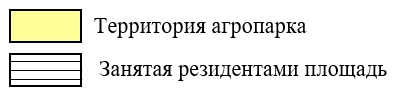 Территория агропарка
Занятая резидентами площадь